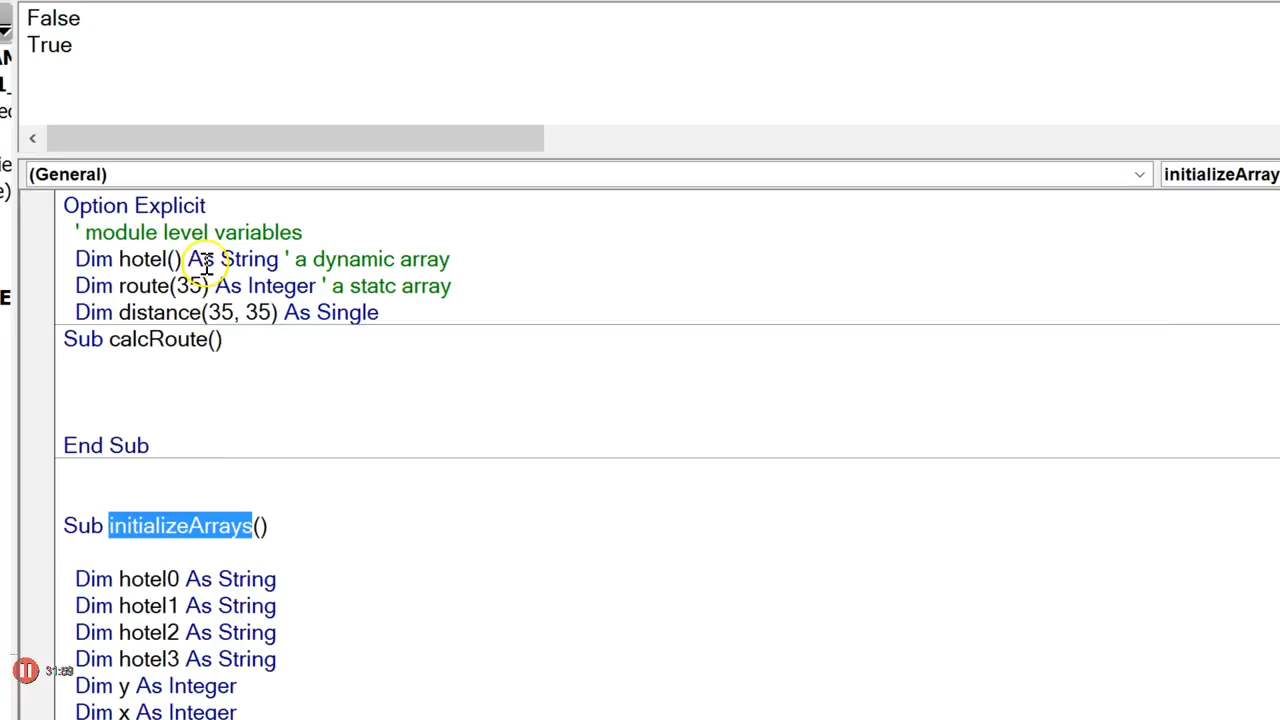 False
True
(General)
initializeArray
Option Explicit
' module level variables
Dim hotel() As String ' a dynamic array
Dim route(35) As Integer ' a statc array
Dim distance(35, 35) As Single
Sub calcRoute()
End Sub
Sub initializeArrays()
Dim hotel0 As String
Dim hotel1 As String
Dim hotel2 As String
Dim hotel3 As String
Dim y As Integer
Dim x As Integer